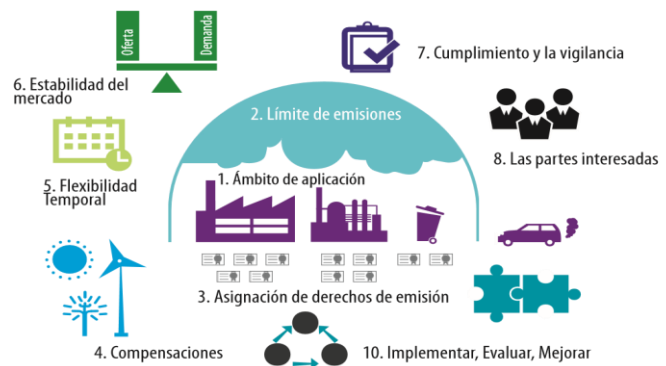 Oferta
Demanda
7. Cumplimiento y la vigilancia
6. Estabilidad del
mercado
2. Límite de emisiones
8. Las partes interesadas
1. Ámbito de aplicación
5. Flexibilidad
Temporal
3. Asignación de derechos de emisión
4. Compensaciones
10. Implementar, Evaluar, Mejorar